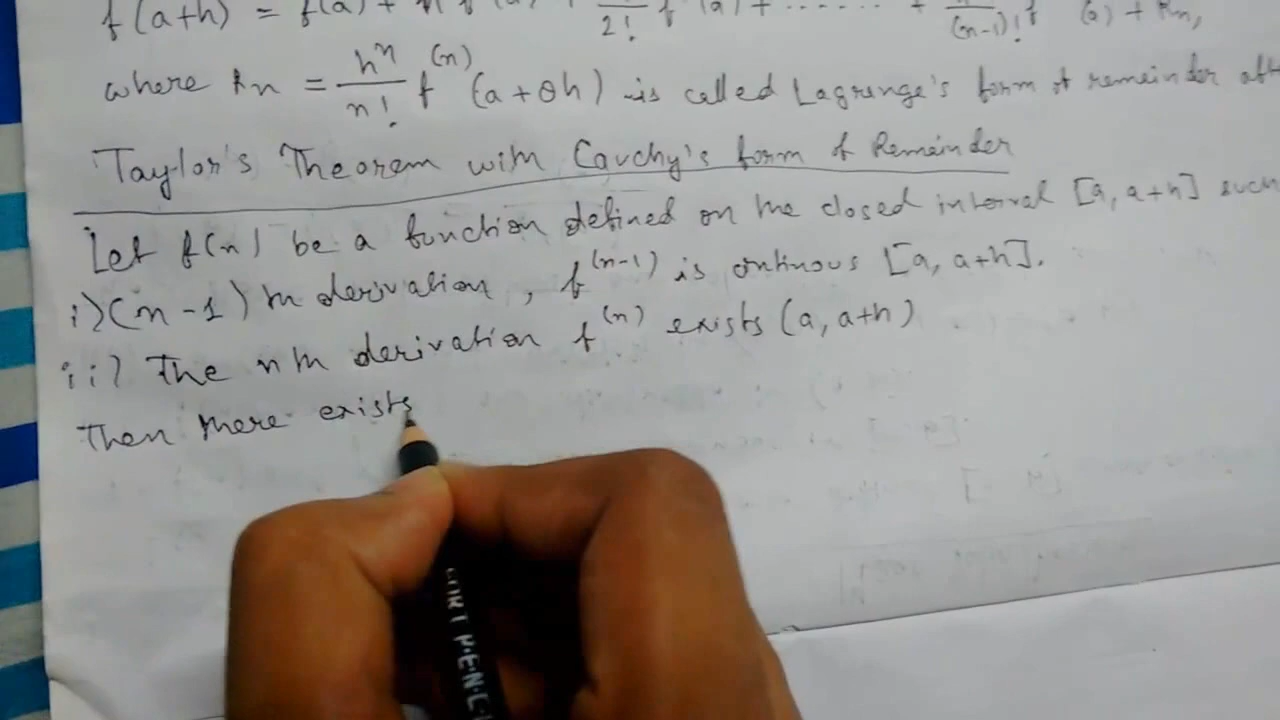 f(a+h) = f(a) + h f (a) + 2! f (a) + ...... + (n-1)! f (a) + Rn,
where Rn = hⁿ/n! f⁽ⁿ⁾ (a+θh) is called Lagrange's form of remainder
Taylor's Theorem with Cauchy's form of Remainder
Let f(n) be a function defined on the closed interval [a, a+h] such
i) (n-1) th derivation, f⁽ⁿ⁻¹⁾ is continous [a, a+h].
ii) The nth derivation f⁽ⁿ⁾ exists (a, a+h)
Then there exists